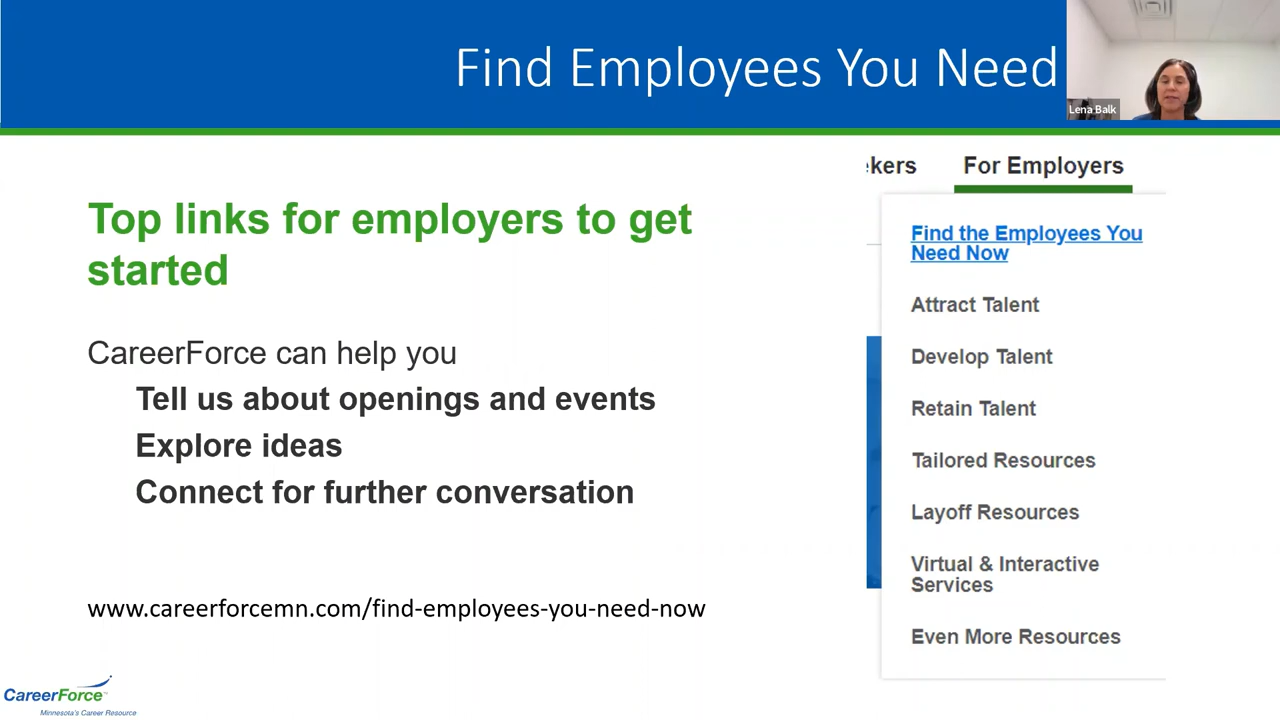 Find Employees You Need
Lena Balk
Top links for employers to get
started
CareerForce can help you
Tell us about openings and events
Explore ideas
Connect for further conversation
www.careerforcemn.com/find-employees-you-need-now
kers
For Employers
Find the Employees You
Need Now
Attract Talent
Develop Talent
Retain Talent
Tailored Resources
Layoff Resources
Virtual & Interactive
Services
Even More Resources
CareerForce
Minnesota's Career Resource